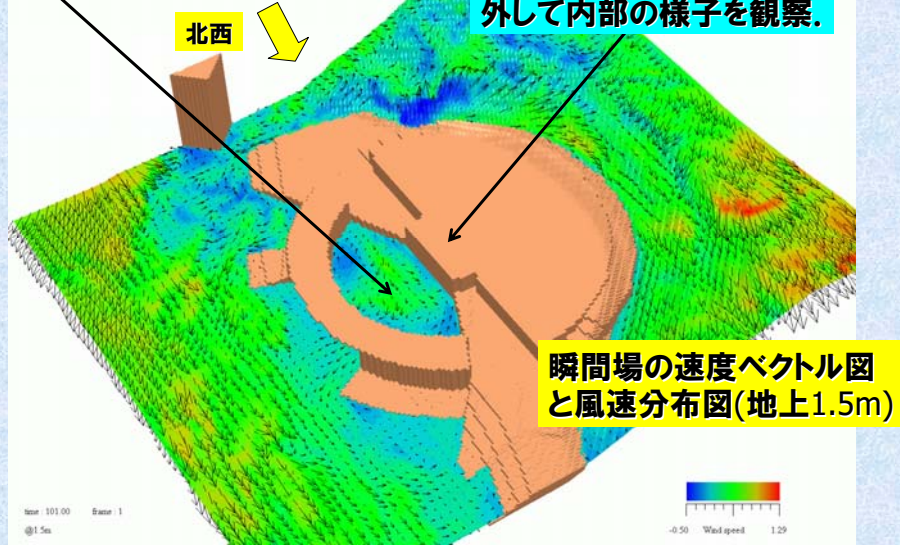 北西
外して内部の様子を観察.
瞬間場の速度ベクトル図
と風速分布図(地上1.5m)
time : 101.00 frame : 1
@1.5m
-0.50 Wind speed 1.29